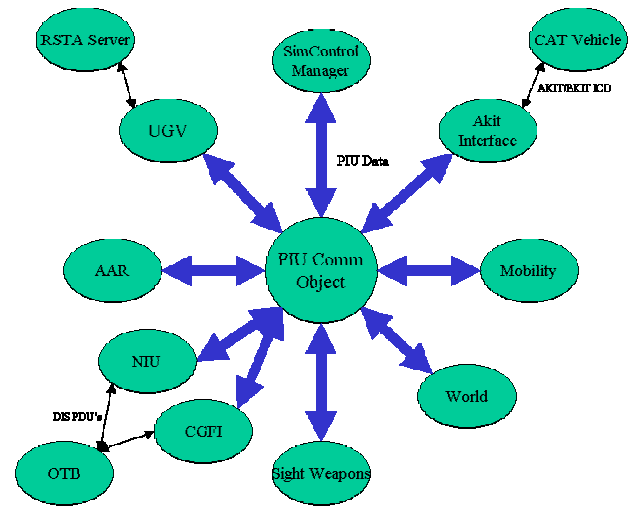 RSTA Server
SimControl
Manager
CAT Vehicle
AKIT/EKIT ICD
UGV
Akit
Interface
PIU Data
PIU Comm
Object
AAR
Mobility
NIU
World
DIS PDU's
CGFI
OTB
Sight Weapons